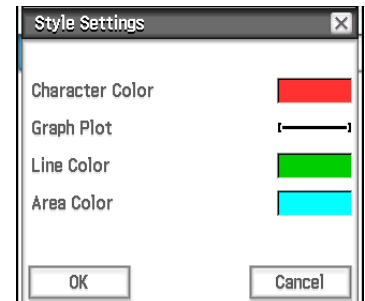 Style Settings
Character Color
Graph Plot
Line Color
Area Color
OK Cancel